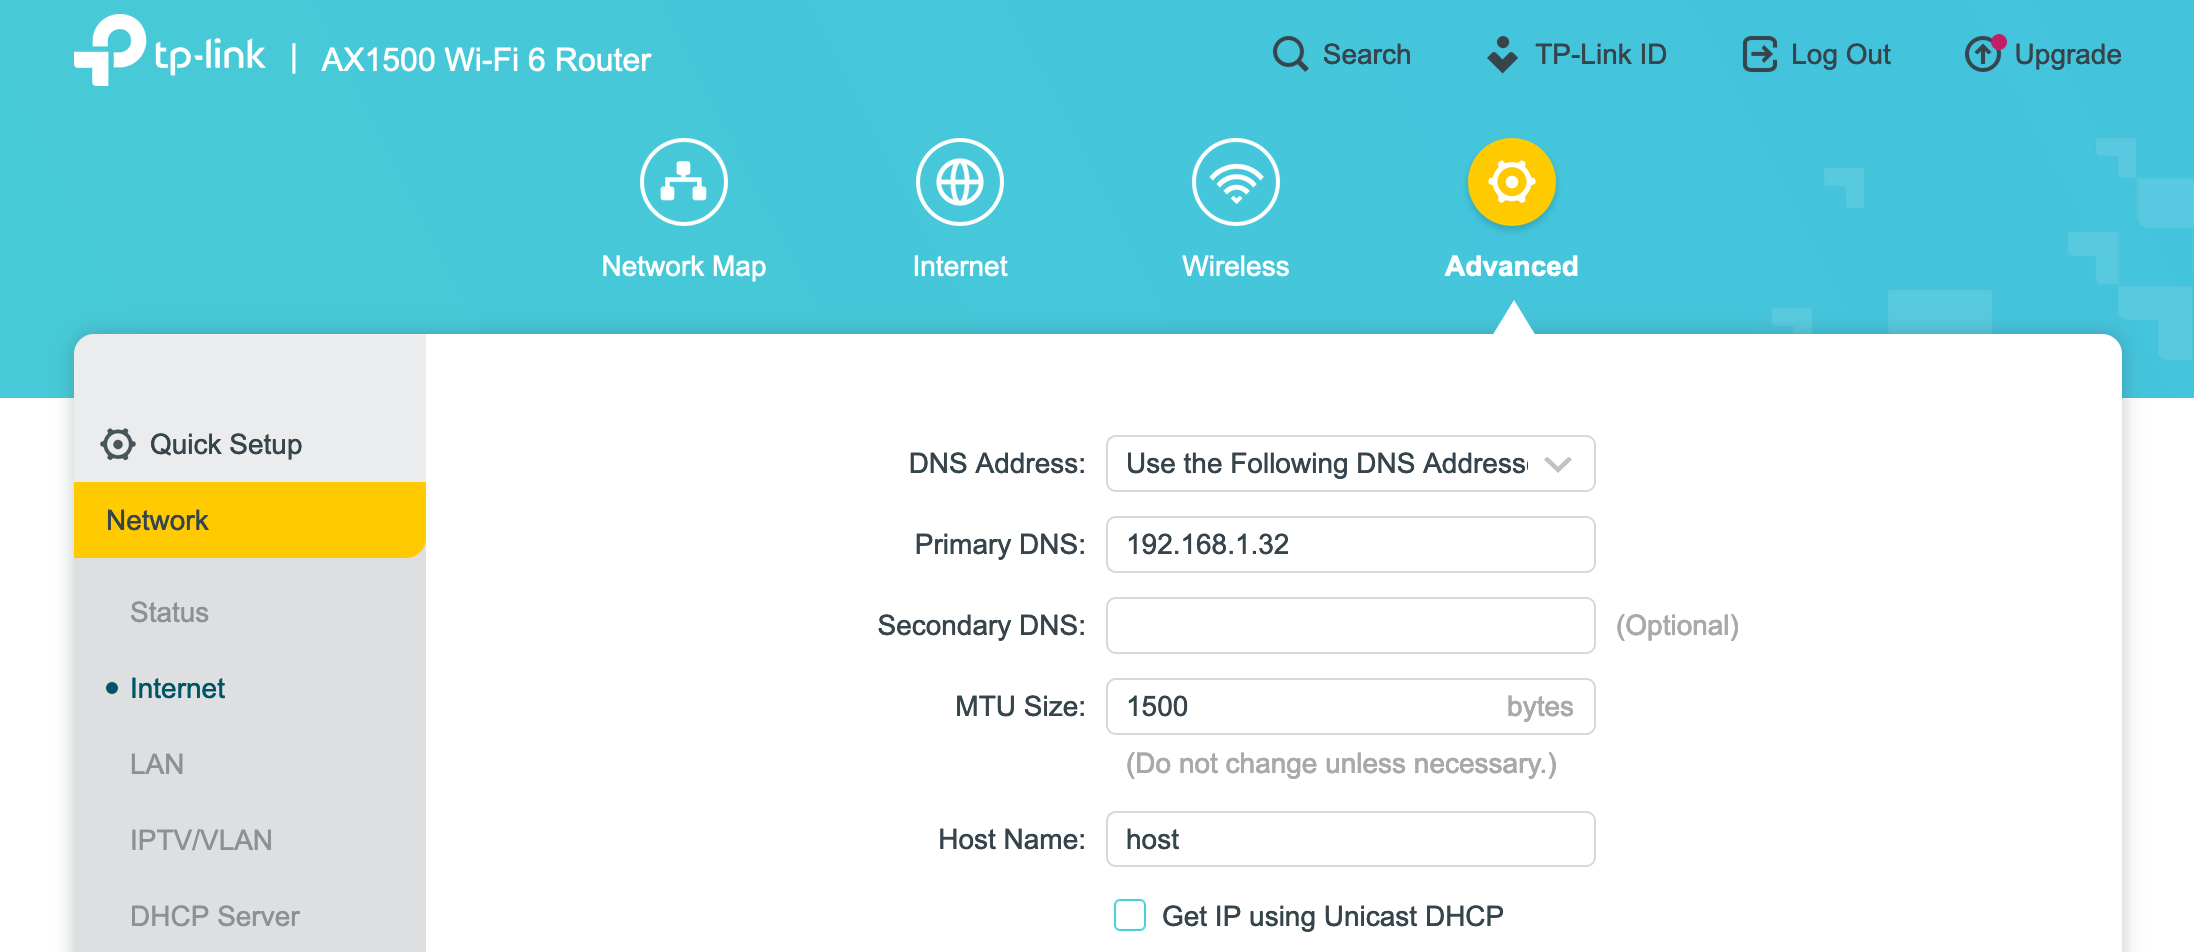 tp-link | AX1500 Wi-Fi 6 Router
Search
TP-Link ID
Log Out
Upgrade
Network Map
Internet
Wireless
Advanced
Quick Setup
Network
Status
Internet
LAN
IPTV/VLAN
DHCP Server
DNS Address: Use the Following DNS Address
Primary DNS: 192.168.1.32
Secondary DNS: (Optional)
MTU Size: 1500 bytes
(Do not change unless necessary.)
Host Name: host
Get IP using Unicast DHCP